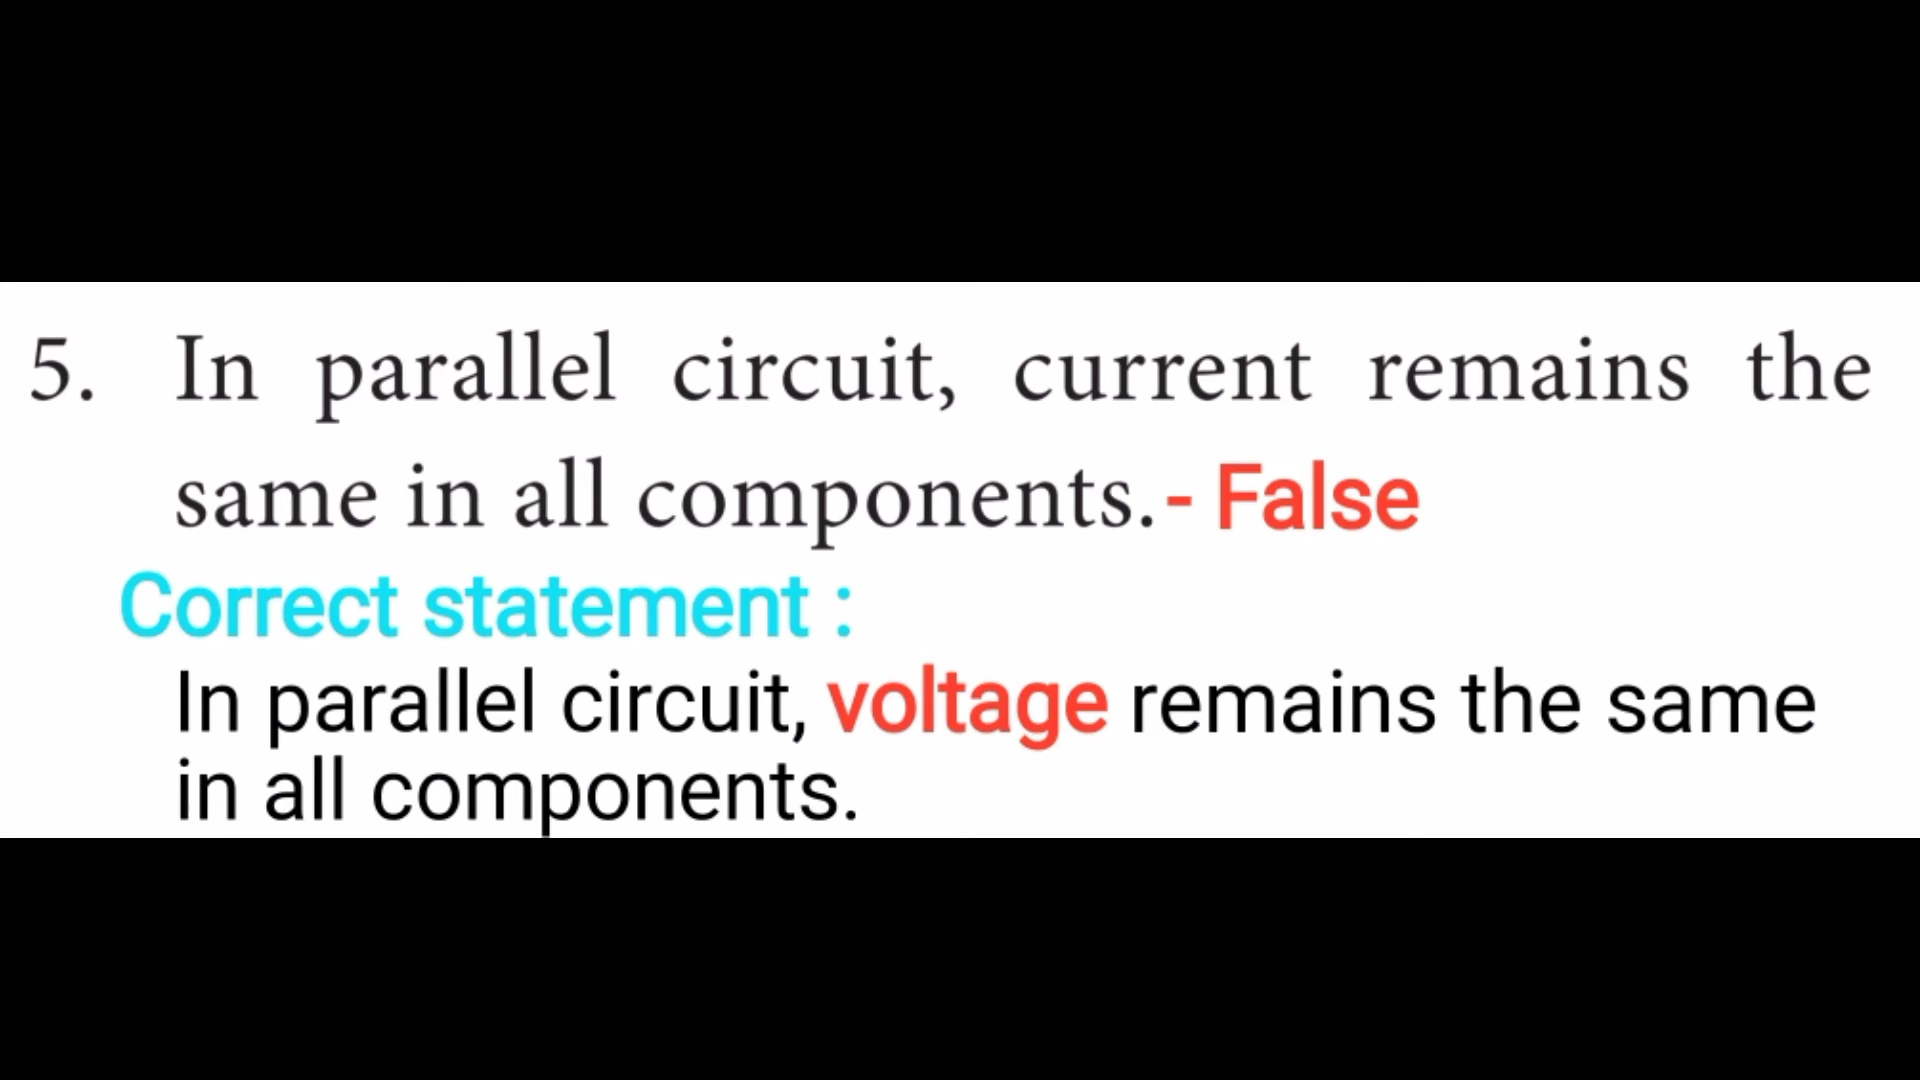 5. In parallel circuit, current remains the
same in all components.- False
Correct statement :
In parallel circuit, voltage remains the same
in all components.